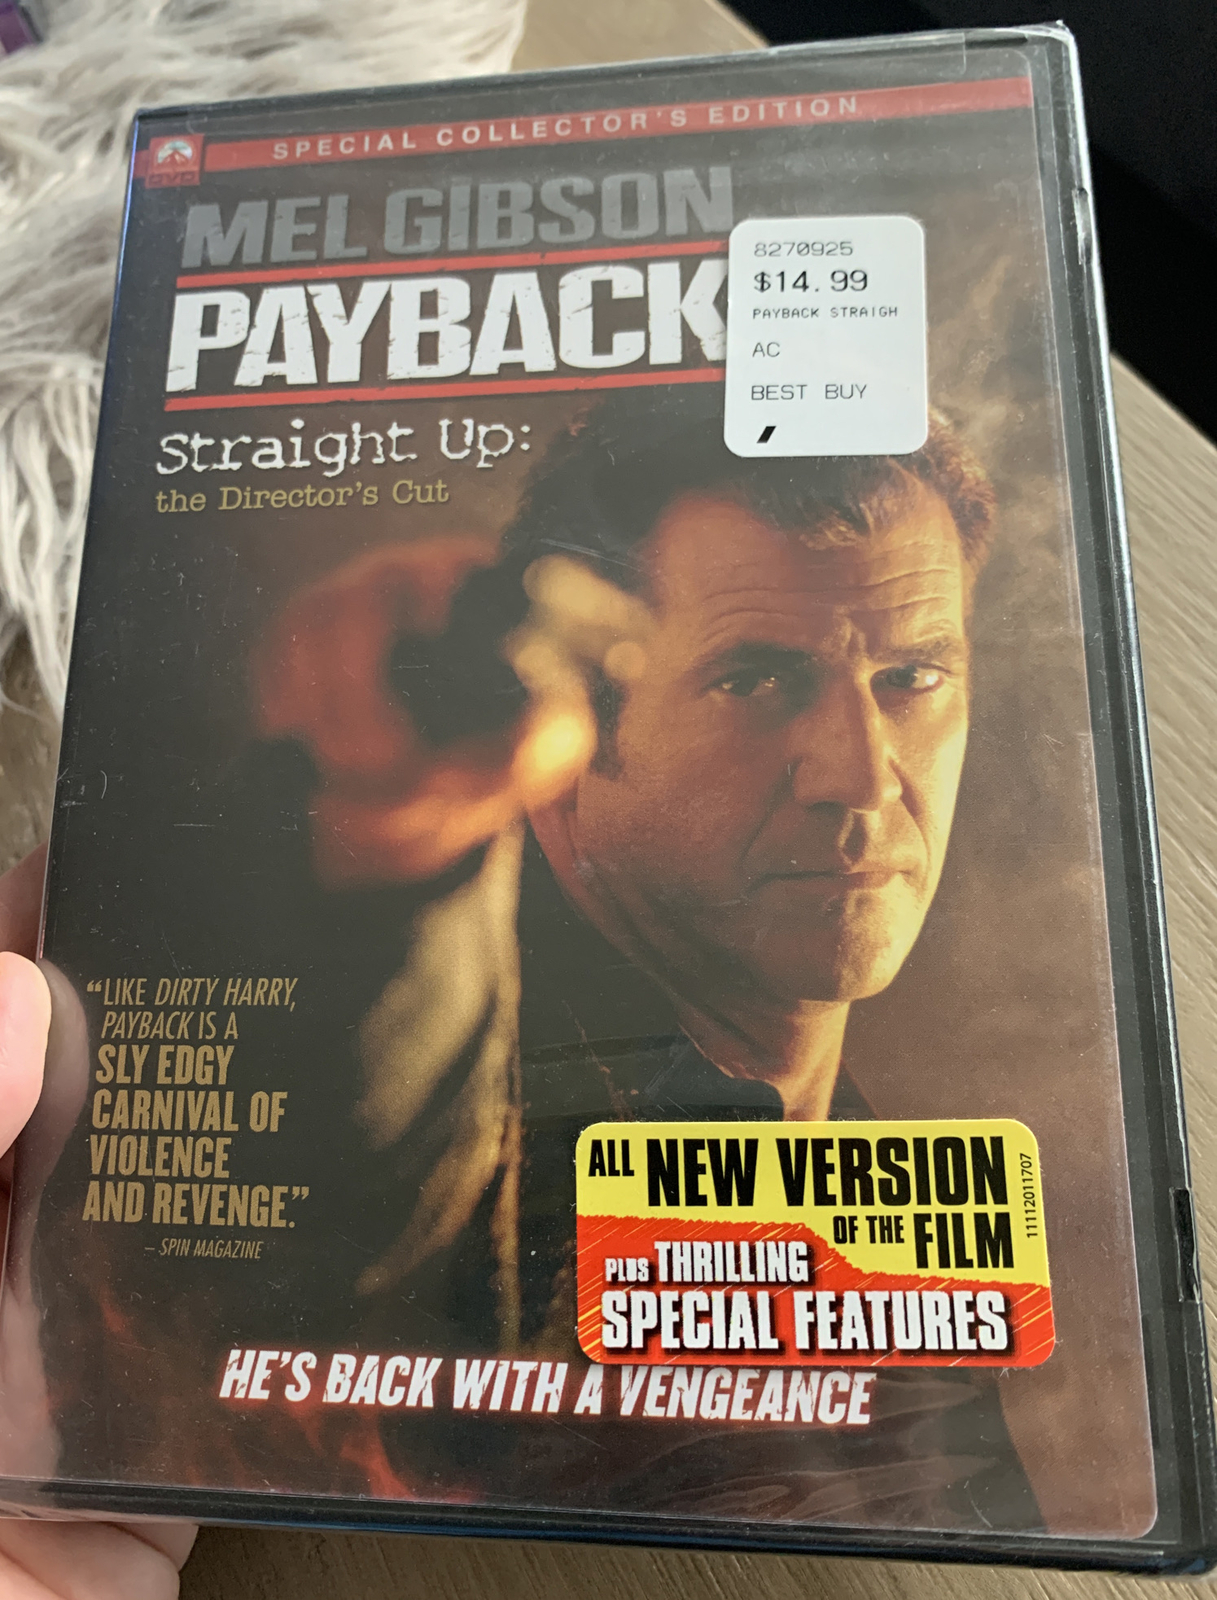 SPECIAL COLLECTOR'S EDITION
DVD
MEL GIBSON
PAYBACK
8270925
$14.99
PAYBACK STRAIGH
AC
BEST BUY
Straight Up:
the Director's Cut
"LIKE DIRTY HARRY,
PAYBACK IS A
SLY EDGY
CARNIVAL OF
VIOLENCE
AND REVENGE."
– SPIN MAGAZINE
ALL NEW VERSION
OF THE FILM
11112011707
PLUS THRILLING
SPECIAL FEATURES
HE'S BACK WITH A VENGEANCE